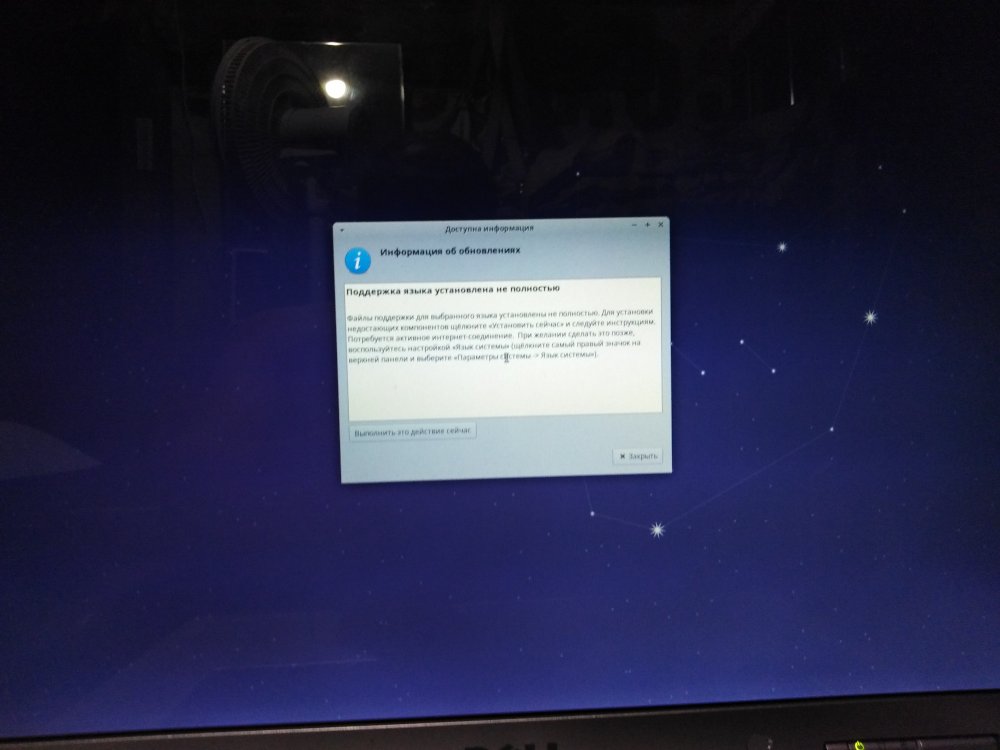 Доступна информация
Информация об обновлениях
Поддержка языка установлена не полностью
Файлы поддержки для выбранного языка установлены не полностью. Для установки
недостающих компонентов щёлкните «Установить сейчас» и следуйте инструкциям.
Потребуется активное интернет-соединение. При желании сделать это позже,
воспользуйтесь настройкой «Язык системы» (щёлкните самый правый значок на
верхней панели и выберите «Параметры системы -> Язык системы»).
Выполнить это действие сейчас
Закрыть